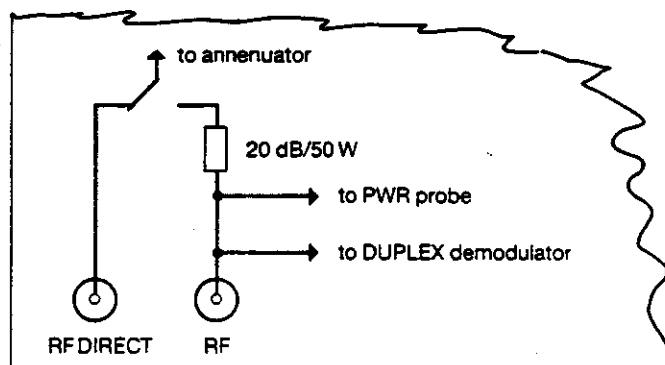 to annenuator
20 dB/50 W
to PWR probe
to DUPLEX demodulator
RF DIRECT RF